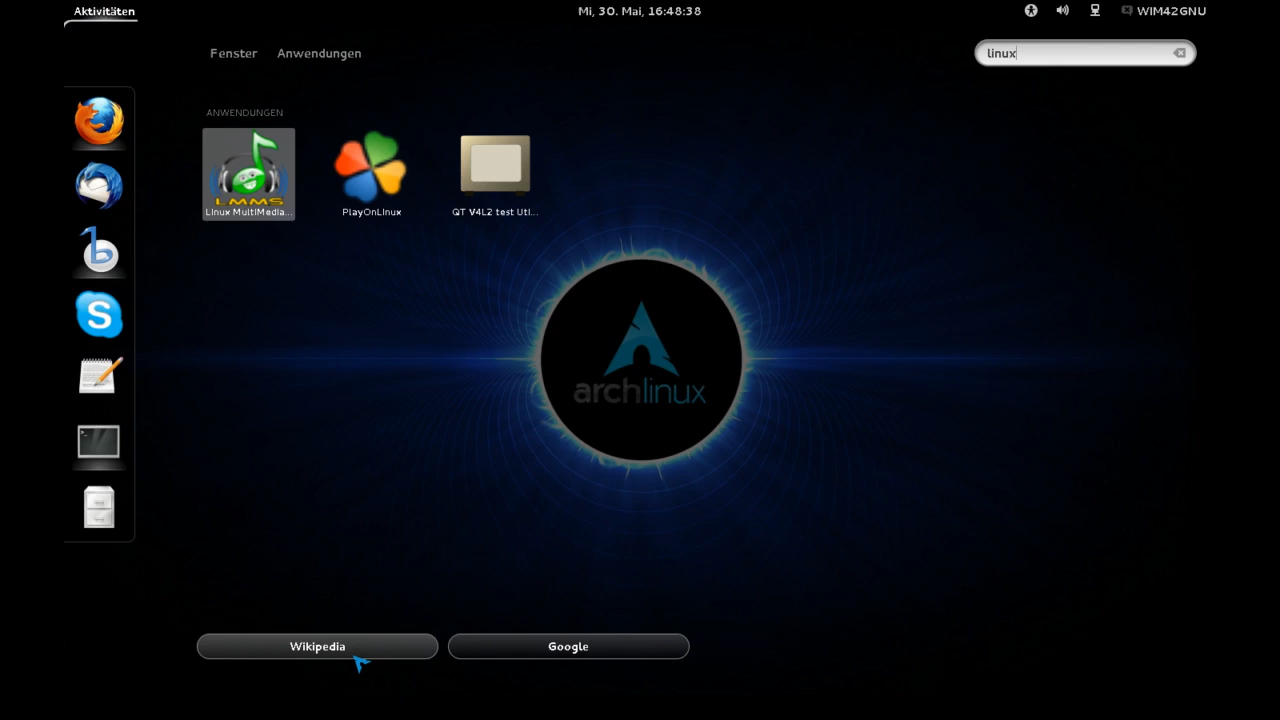 Aktivitäten
Mi, 30. Mai, 16:48:38
WIM42GNU
Fenster
Anwendungen
linux
ANWENDUNGEN
LMMS
Linux MultiMedia...
PlayOnLinux
QT V4L2 test Uti...
b
S
archlinux
Wikipedia
Google